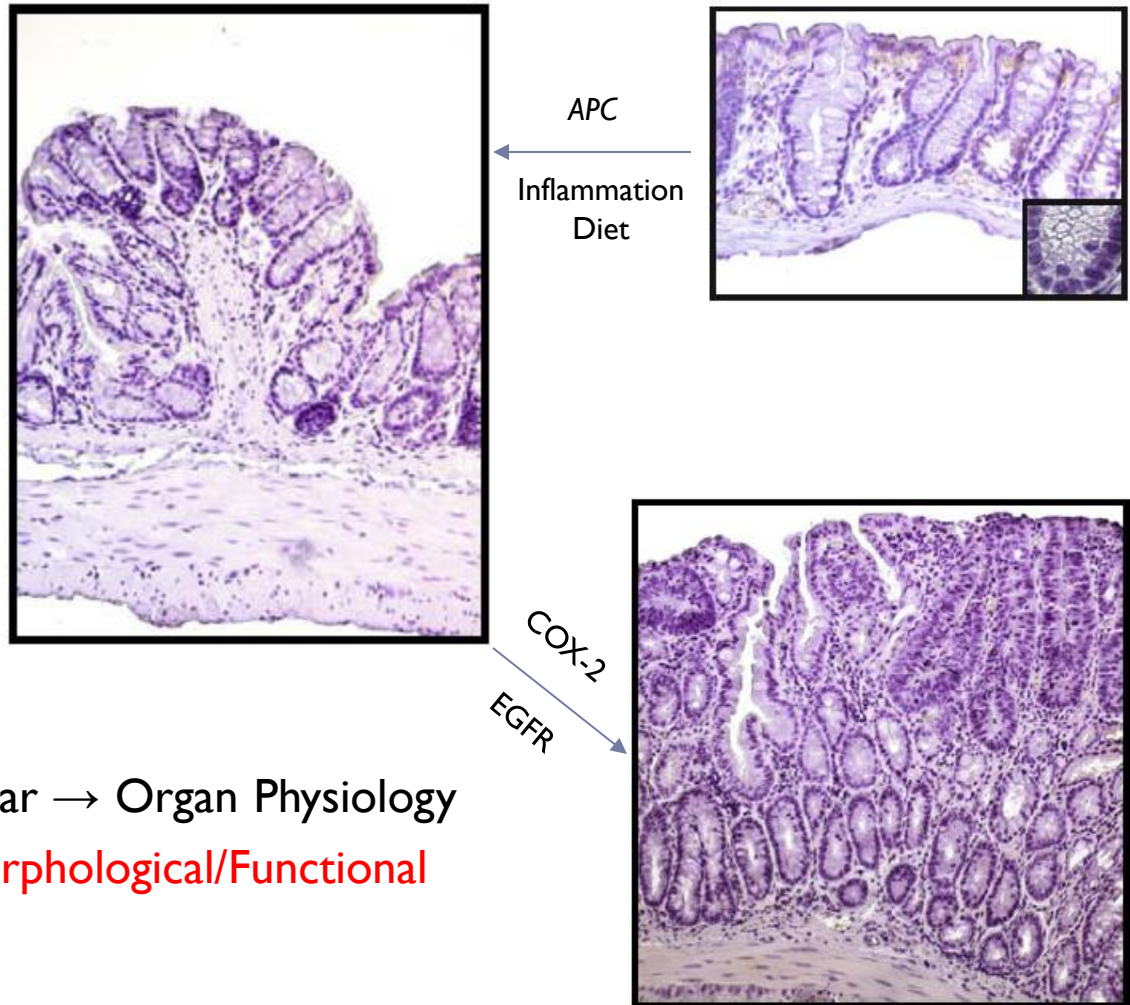 APC
Inflammation
Diet
COX-2
EGFR
ar → Organ Physiology
rphological/Functional